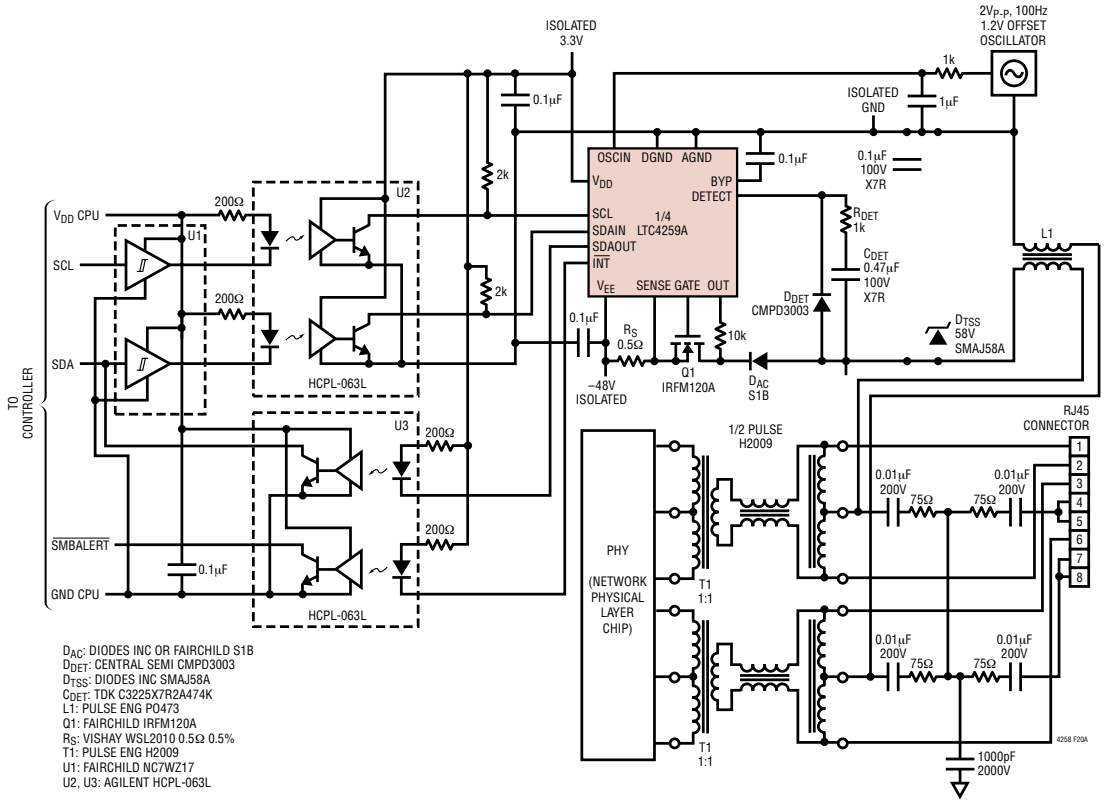 2VP-P, 100Hz
1.2V OFFSET
OSCILLATOR
ISOLATED
3.3V
1k
ISOLATED
GND
1µF
0.1µF
OSCIN DGND AGND
0.1µF
0.1µF
100V
X7R
VDD
BYP
DETECT
2k
200Ω
U2
VDD CPU
U1
SCL
SCL
SDAIN
SDAOUT
INT
1/4
LTC4259A
RDET
1k
L1
CDET
0.47µF
100V
X7R
200Ω
2k
VEE SENSE GATE OUT
0.1µF
RS
0.5Ω
10k
DDET
CMPD3003
DTSS
58V
SMAJ58A
SDA
HCPL-063L
–48V
ISOLATED
Q1
IRFM120A
DAC
S1B
TO
CONTROLLER
U3
200Ω
1/2 PULSE
H2009
RJ45
CONNECTOR
1
2
3
4
5
6
7
8
0.01µF
200V
75Ω
75Ω
0.01µF
200V
200Ω
SMBALERT
0.1µF
GND CPU
HCPL-063L
PHY
(NETWORK
PHYSICAL
LAYER
CHIP)
T1
1:1
0.01µF
200V
75Ω
75Ω
0.01µF
200V
T1
1:1
1000pF
2000V
4258 F20A
DAC: DIODES INC OR FAIRCHILD S1B
DDET: CENTRAL SEMI CMPD3003
DTSS: DIODES INC SMAJ58A
CDET: TDK C3225X7R2A474K
L1: PULSE ENG PO473
Q1: FAIRCHILD IRFM120A
RS: VISHAY WSL2010 0.5Ω 0.5%
T1: PULSE ENG H2009
U1: FAIRCHILD NC7WZ17
U2, U3: AGILENT HCPL-063L